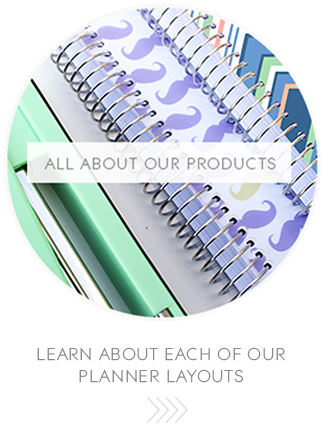 ALL ABOUT OUR PRODUCTS
LEARN ABOUT EACH OF OUR
PLANNER LAYOUTS